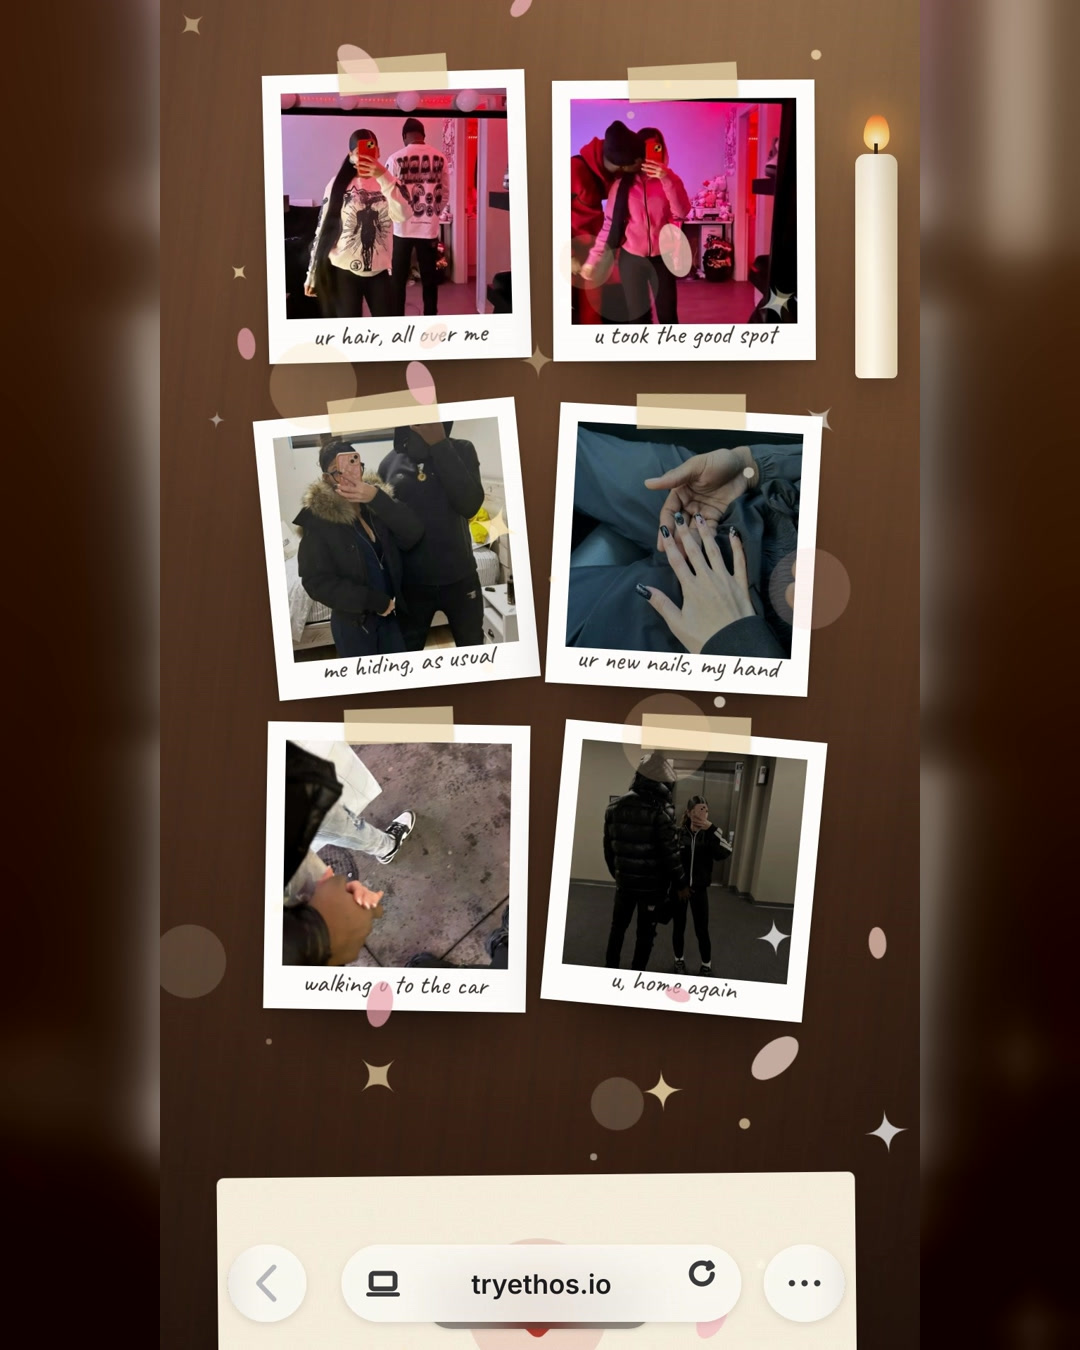 ur hair, all over me
u took the good spot
me hiding, as usual
ur new nails, my hand
walking u to the car
u, home again
tryethos.io